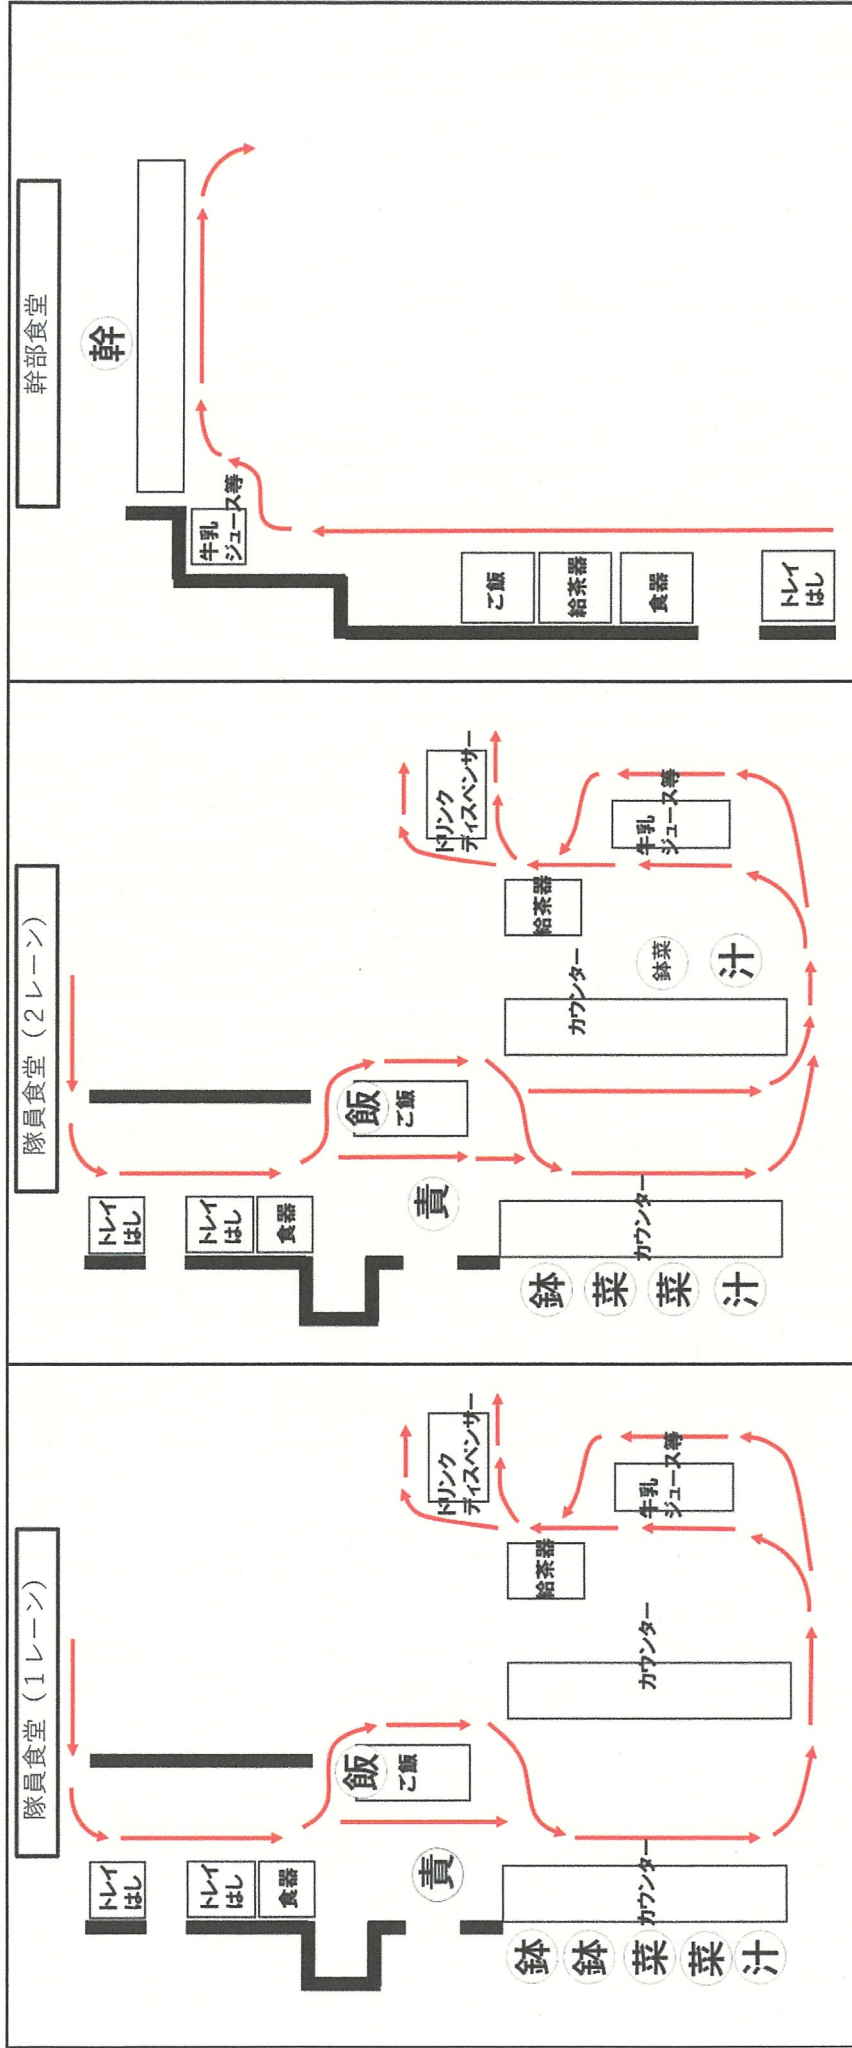 隊員食堂（1レーン）
トレイ
はし
トレイ
はし
食器
飯
ご飯
責
鉢
鉢
菜
菜
汁
カウンター
カウンター
給茶器
牛乳
ジュース等
ドリンク
ディスペンサー
隊員食堂（2レーン）
トレイ
はし
トレイ
はし
食器
飯
ご飯
責
鉢
菜
菜
汁
カウンター
カウンター
鉢菜
汁
給茶器
牛乳
ジュース等
ドリンク
ディスペンサー
幹部食堂
幹
牛乳
ジュース等
ご飯
給茶器
食器
トレイ
はし